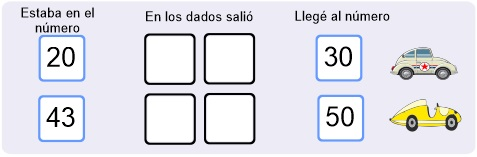 Estaba en el
número
En los dados salió
Llegé al número
20
30
43
50